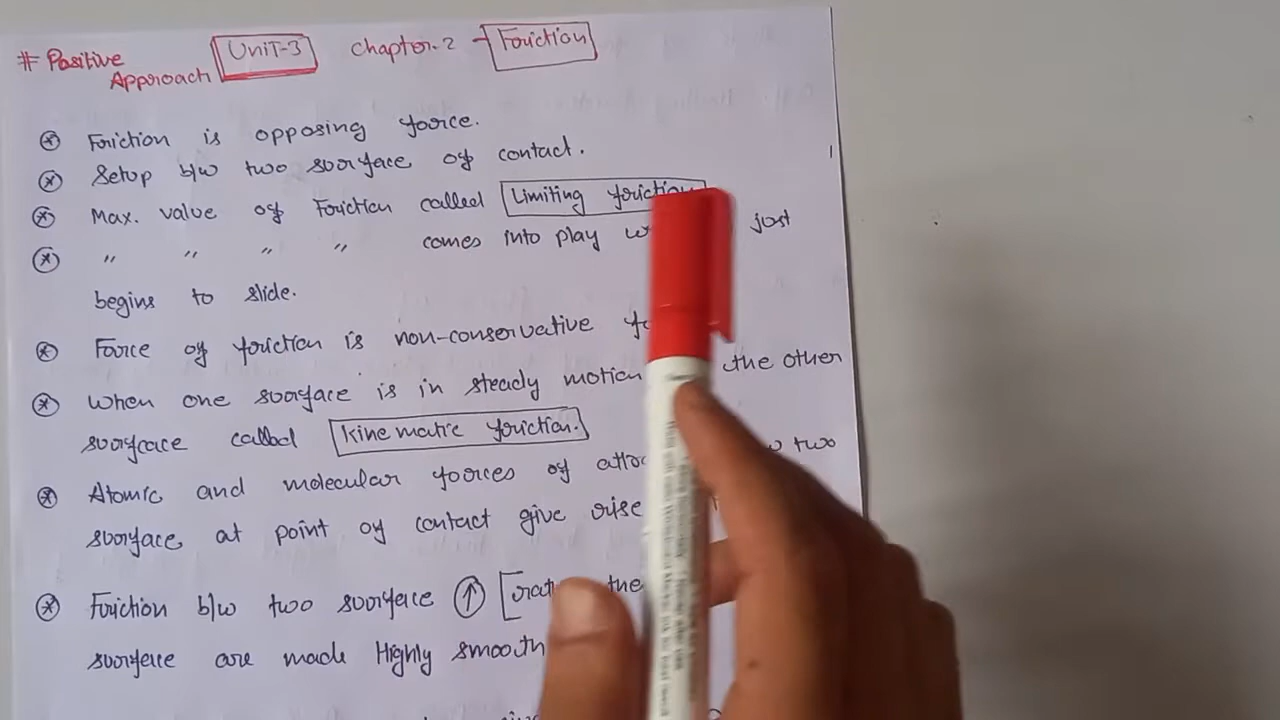 # Positive Approach UniT-3 Chapter-2 - Friction
Friction is opposing force.
Setup b/w two surface of contact.
Max. value of Friction called Limiting friction
" " " " comes into play just
begins to slide.
Force of friction is non-conservative
When one surface is in steady motion the other
surface called Kinematic friction.
Atomic and molecular forces of two
surface at point of contact give rise
Friction b/w two surface ↑ [ the
surface are made Highly smooth